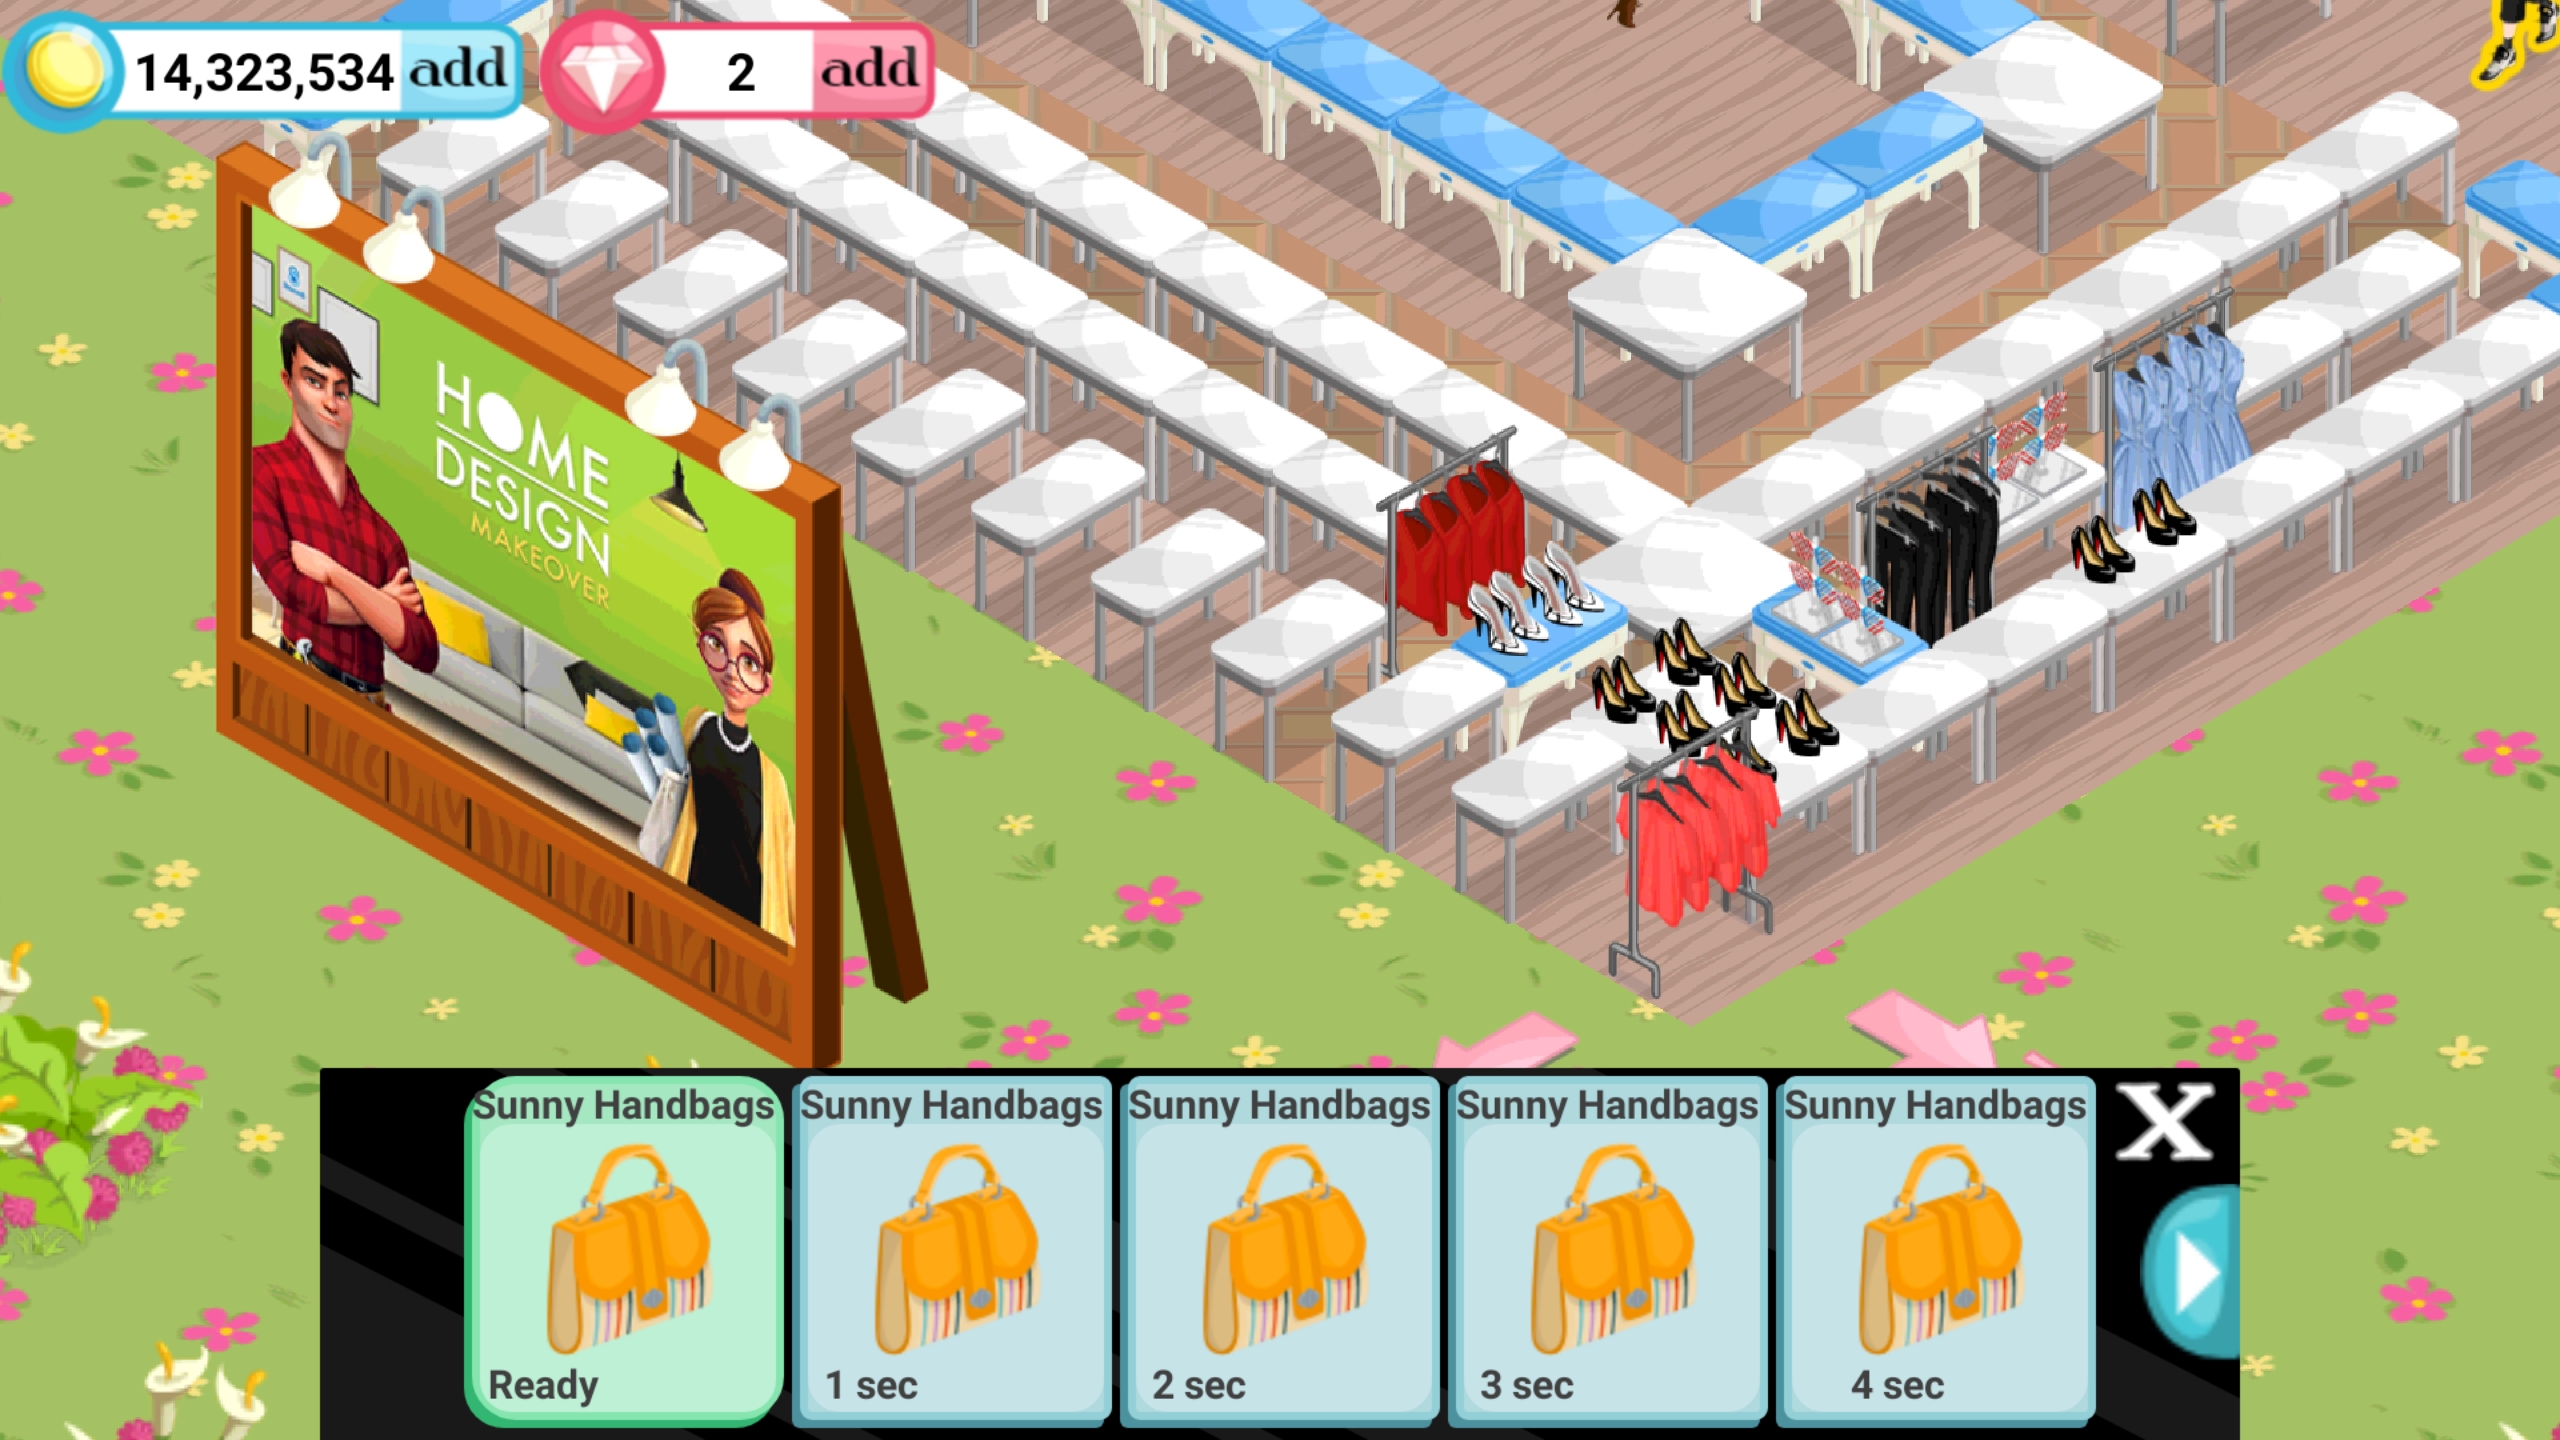 14,323,534 add
2 add
HOME
DESIGN
MAKEOVER
Sunny Handbags
Ready
Sunny Handbags
1 sec
Sunny Handbags
2 sec
Sunny Handbags
3 sec
Sunny Handbags
4 sec
X